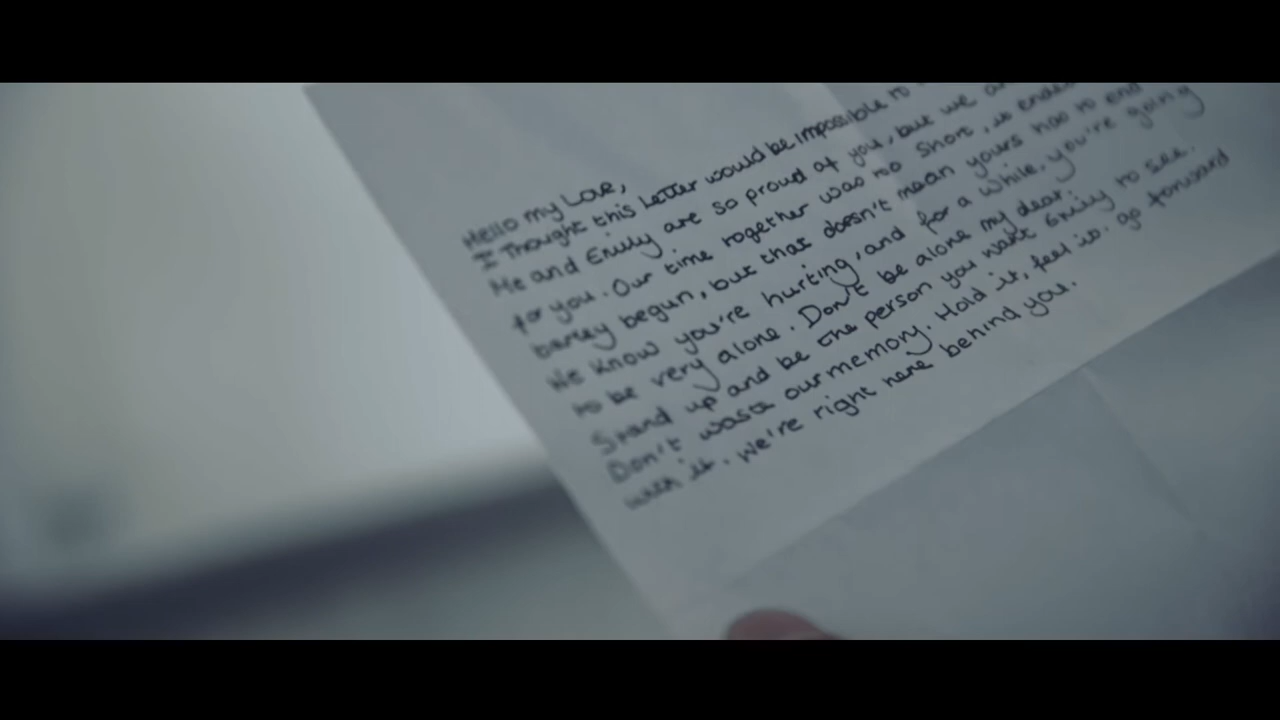 Hello my Love,
I Thought this Letter would be impossible to
Me and Emily are so proud of you, but we
for you. Our time together was too short, it ended
barley begun, but that doesn't mean yours has to end
We know you're hurting, and for a while, you're going
to be very alone. Don't be alone my dear.
Stand up and be the person you want Emily to see.
Don't waste our memory. Hold it, feel it. go forward
with it. We're right here behind you.